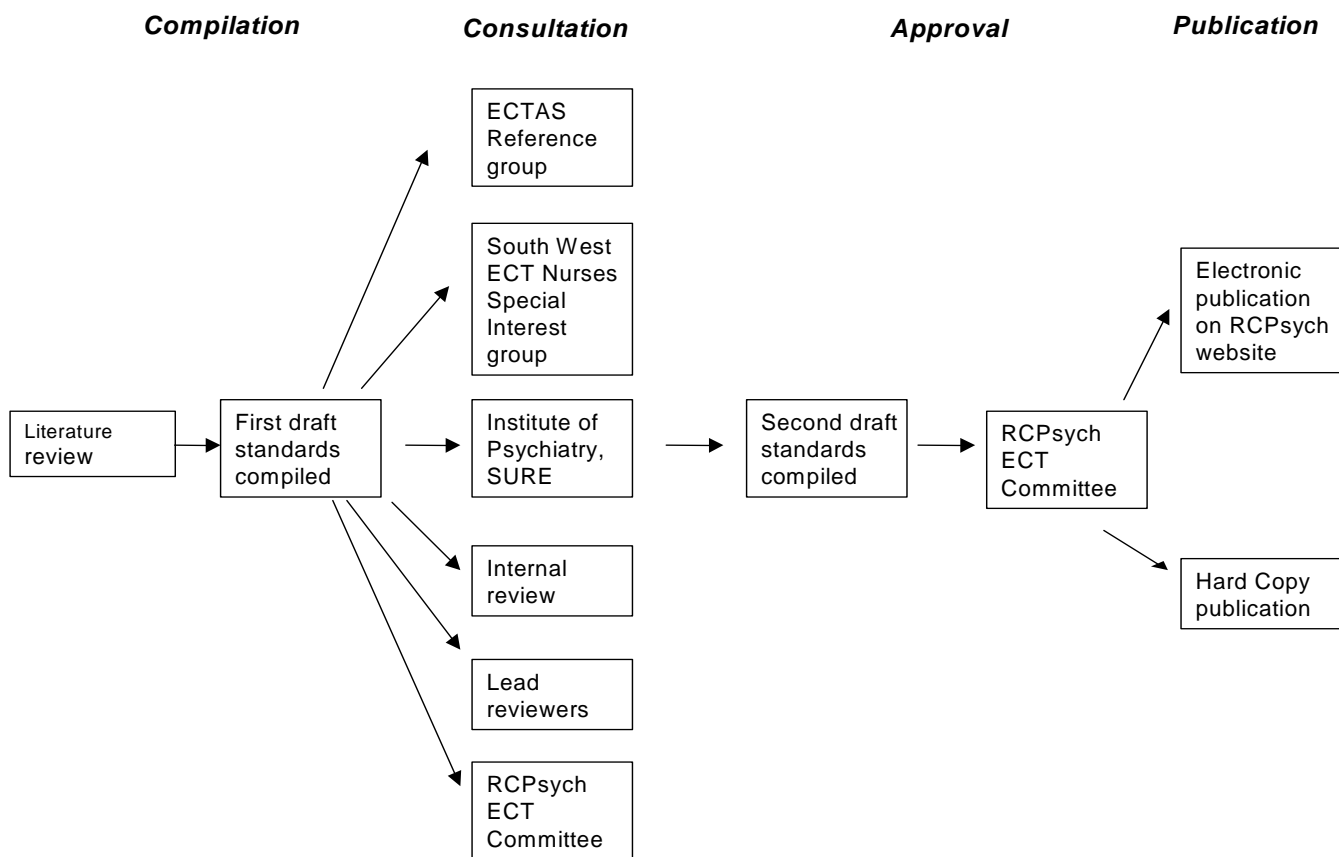 Compilation
Consultation
Approval
Publication
ECTAS
Reference
group
South West
ECT Nurses
Special
Interest
group
Electronic
publication
on RCPsych
website
Literature
review
First draft
standards
compiled
Institute of
Psychiatry,
SURE
Second draft
standards
compiled
RCPsych
ECT
Committee
Internal
review
Hard Copy
publication
Lead
reviewers
RCPsych
ECT
Committee